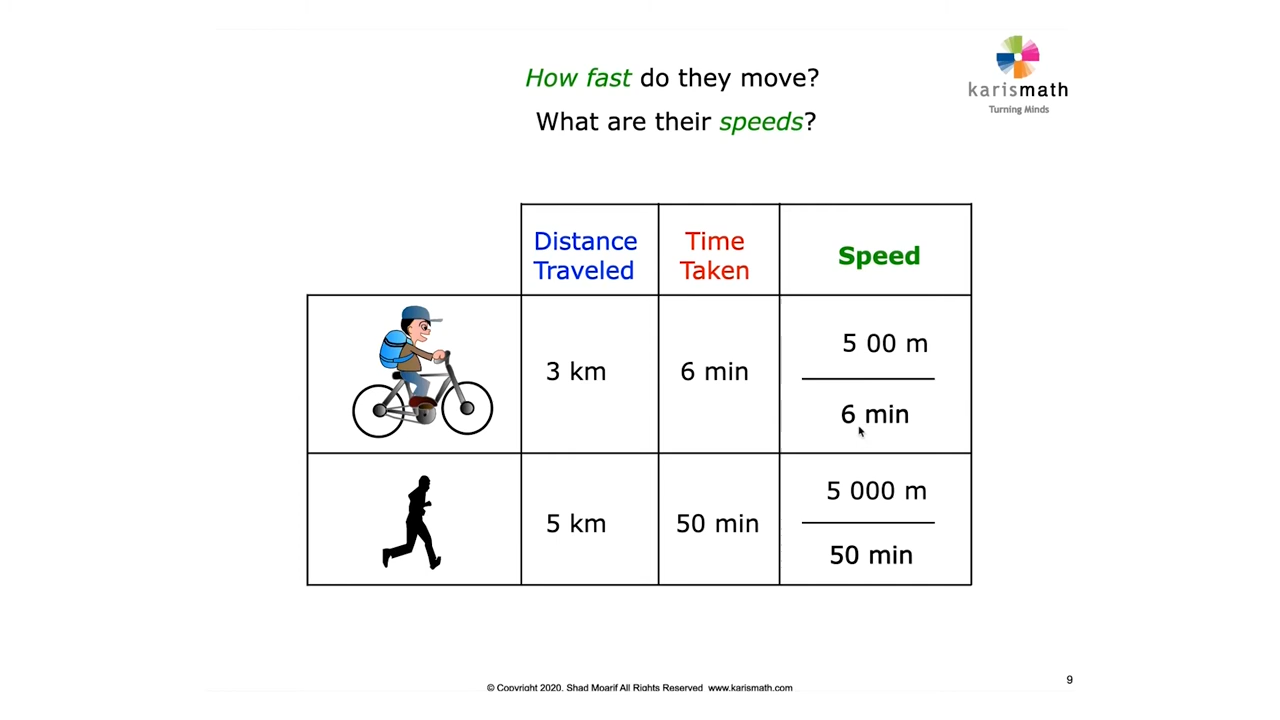 How fast do they move?
What are their speeds?
karismath
Turning Minds
Distance Traveled
Time Taken
Speed
3 km
6 min
5 00 m
6 min
5 km
50 min
5 000 m
50 min
© Copyright 2020. Shad Moarif All Rights Reserved www.karismath.com
9